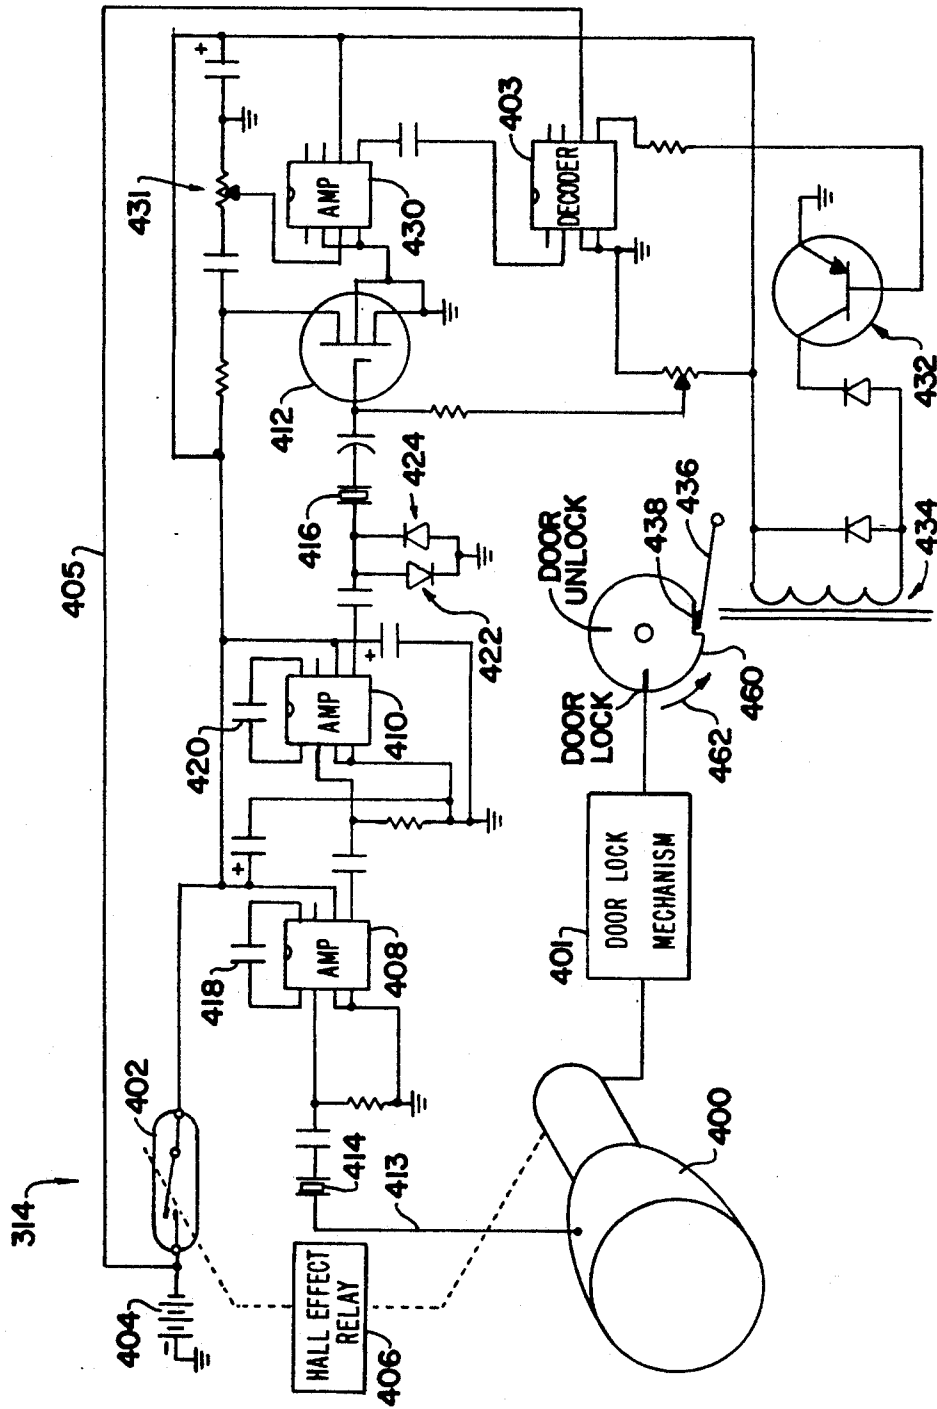 314
402
404
405
HALL EFFECT
RELAY
406
418
AMP
408
414
413
400
420
AMP
410
422
424
416
412
431
AMP
430
403
DECODER
432
434
436
438
DOOR
UNLOCK
DOOR
LOCK
460
462
401
DOOR LOCK
MECHANISM
+
+
+
-